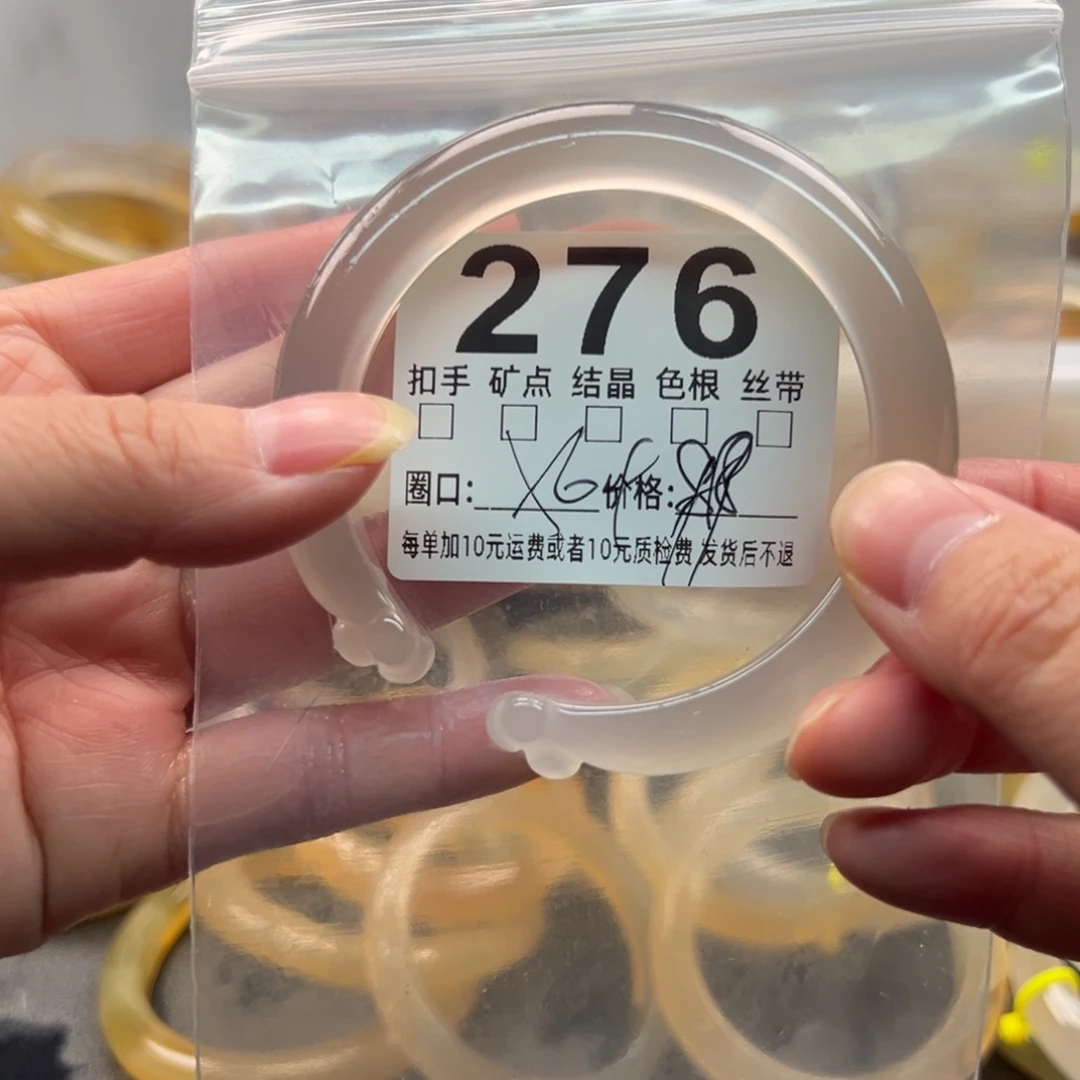 276
扣手 矿点 结晶 色根 丝带
圈口: 价格:
每单加10元运费或者10元质检费 发货后不退